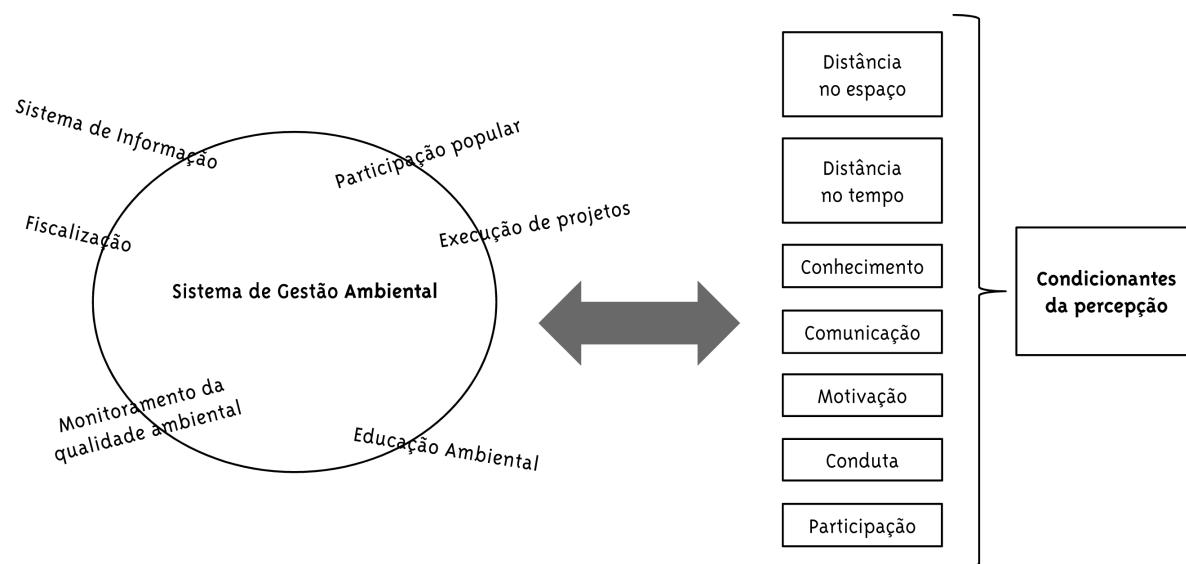 Sistema de Informação
Participação popular
Fiscalização
Execução de projetos
Sistema de Gestão Ambiental
Monitoramento da
qualidade ambiental
Educação Ambiental
Distância
no espaço
Distância
no tempo
Conhecimento
Comunicação
Motivação
Conduta
Participação
Condicionantes
da percepção